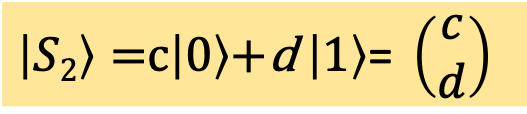 |S₂⟩ =c|0⟩+d|1⟩= (c d)